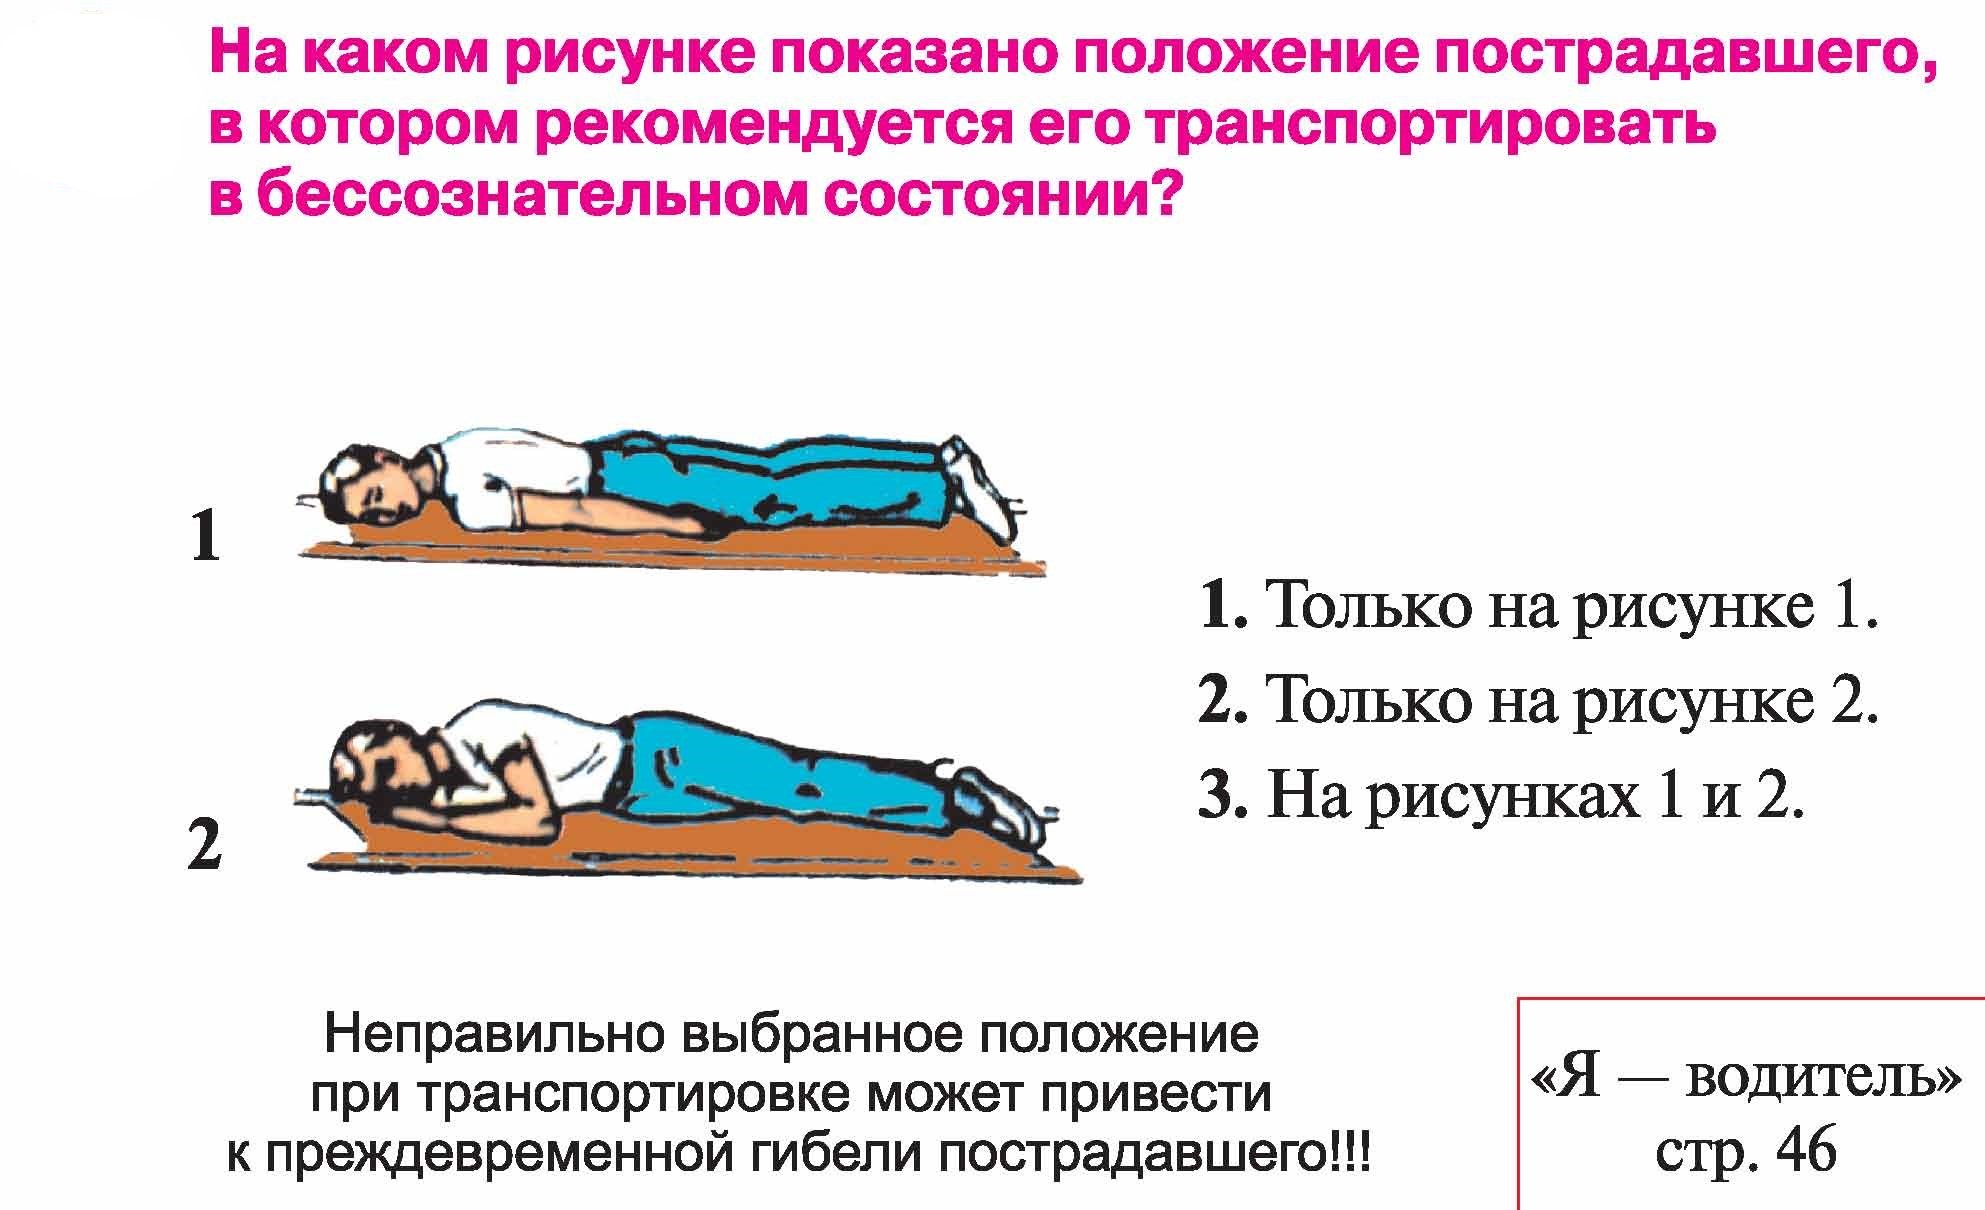 На каком рисунке показано положение пострадавшего,
в котором рекомендуется его транспортировать
в бессознательном состоянии?
1
1. Только на рисунке 1.
2. Только на рисунке 2.
3. На рисунках 1 и 2.
2
Неправильно выбранное положение
при транспортировке может привести
к преждевременной гибели пострадавшего!!!
«Я — водитель»
стр. 46